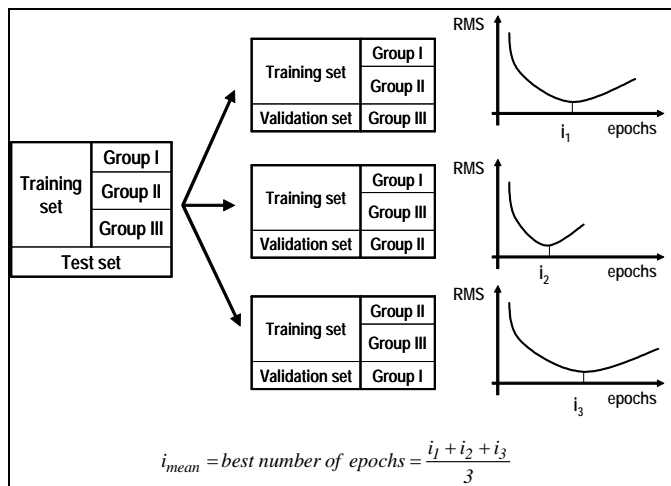 Training set
Group I
Group II
Group III
Test set
Training set
Group I
Group II
Validation set
Group III
RMS
i1
epochs
Training set
Group I
Group III
Validation set
Group II
RMS
i2
epochs
Training set
Group II
Group III
Validation set
Group I
RMS
i3
epochs
imean = best number of epochs = i1 + i2 + i3
3